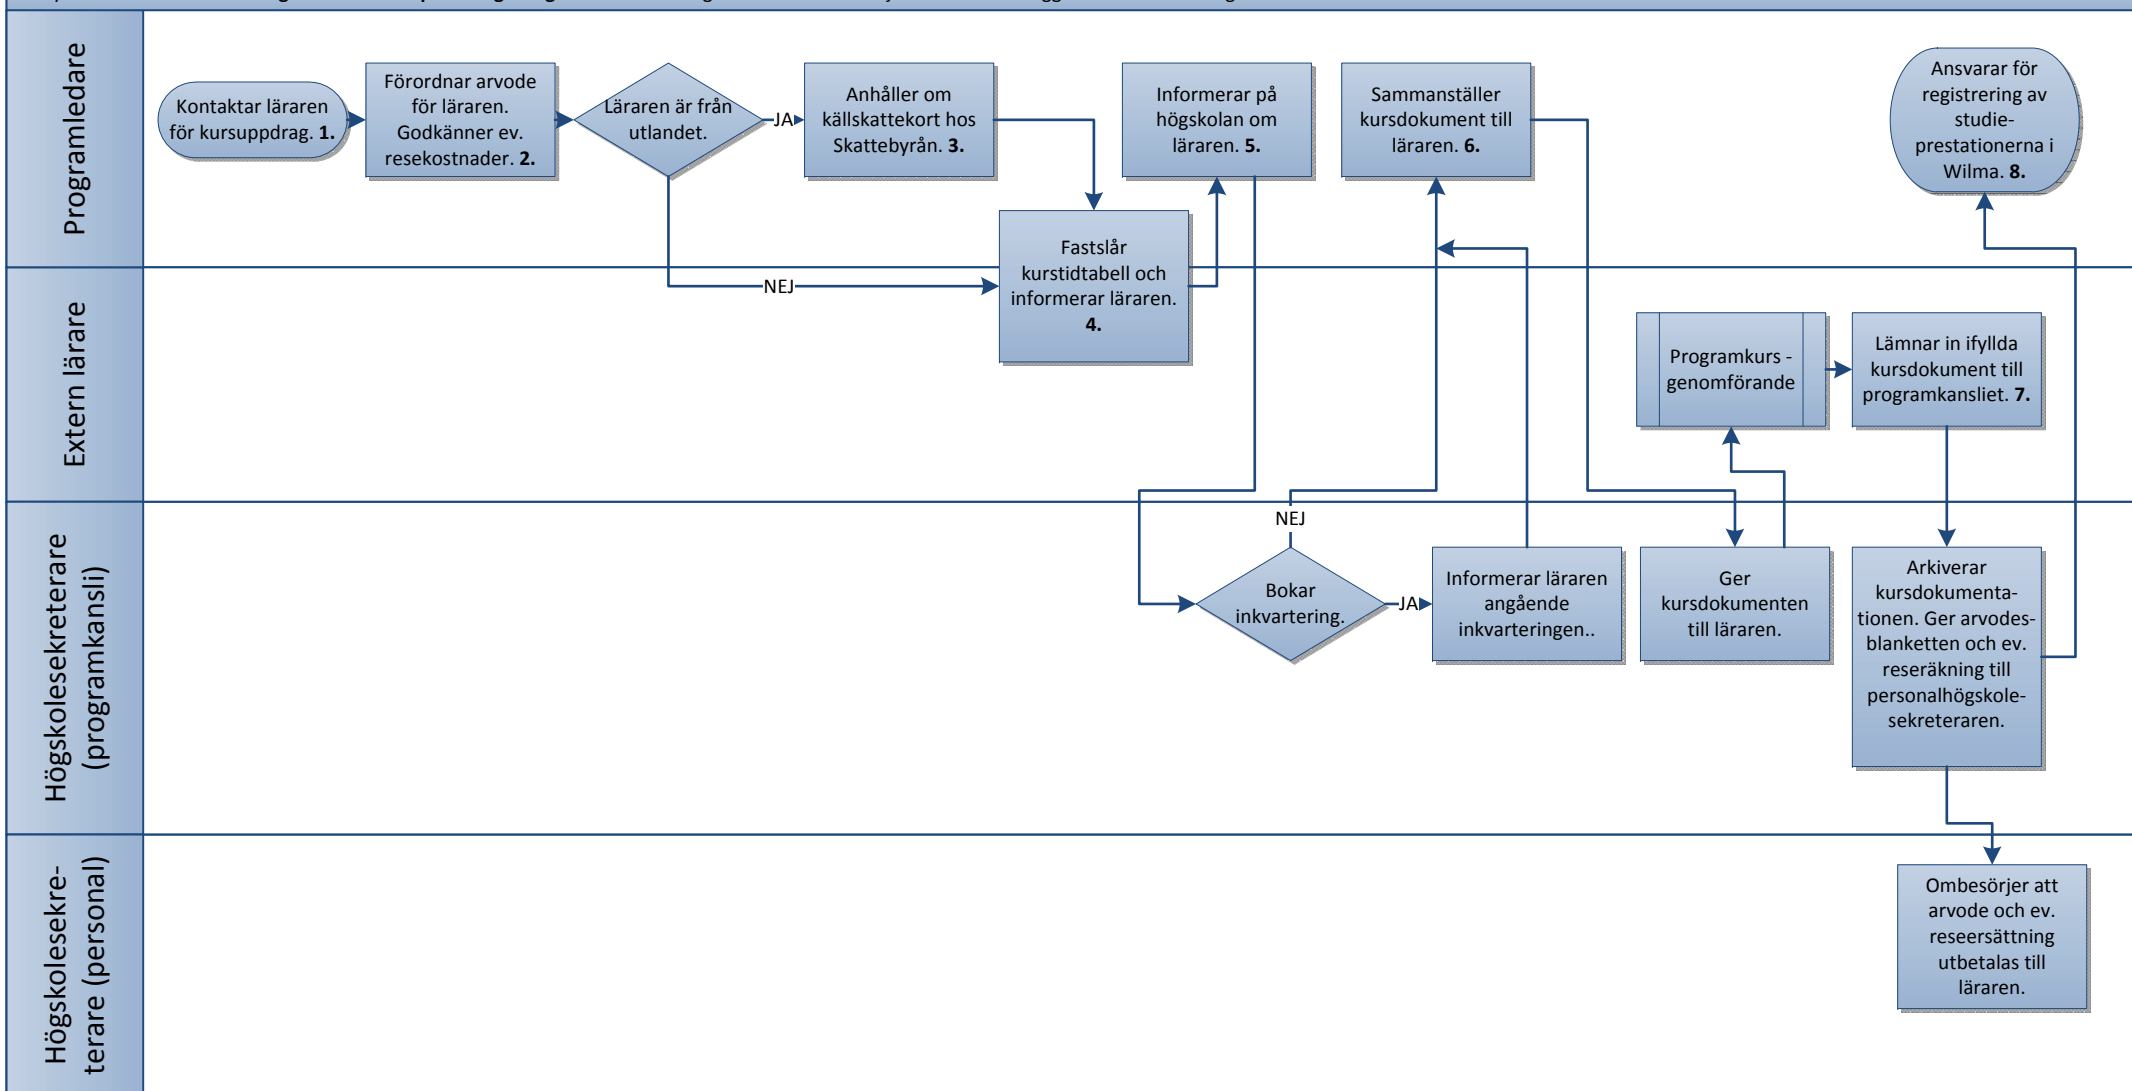 Programledare
Kontaktar läraren
för kursuppdrag. 1.
Förordnar arvode
för läraren.
Godkänner ev.
resekostnader. 2.
Läraren är från
utlandet.
JA
NEJ
Anhåller om
källskattekort hos
Skattebyrån. 3.
Fastslår
kurstidtabell och
informerar läraren.
4.
Informerar på
högskolan om
läraren. 5.
Sammanställer
kursdokument till
läraren. 6.
Ansvarar för
registrering av
studie-
prestationerna i
Wilma. 8.
Extern lärare
Programkurs -
genomförande
Lämnar in ifyllda
kursdokument till
programkansliet. 7.
Högskolesekreterare
(programkansli)
NEJ
Bokar
inkvartering.
JA
Informerar läraren
angående
inkvarteringen..
Ger
kursdokumenten
till läraren.
Arkiverar
kursdokumenta-
tionen. Ger arvodes-
blanketten och ev.
reseräkning till
personalhögskole-
sekreteraren.
Högskolesekre-
terare (personal)
Ombesörjer att
arvode och ev.
reseersättning
utbetalas till
läraren.